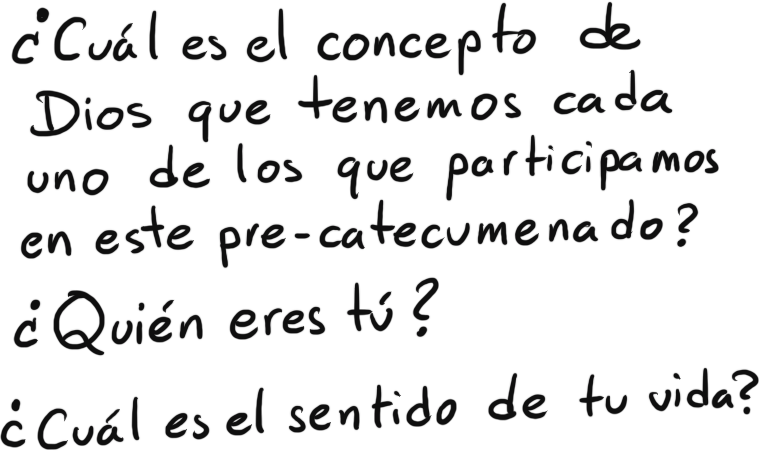 ¿Cuál es el concepto de
Dios que tenemos cada
uno de los que participamos
en este pre-catecumenado?
¿Quién eres tú?
¿Cuál es el sentido de tu vida?